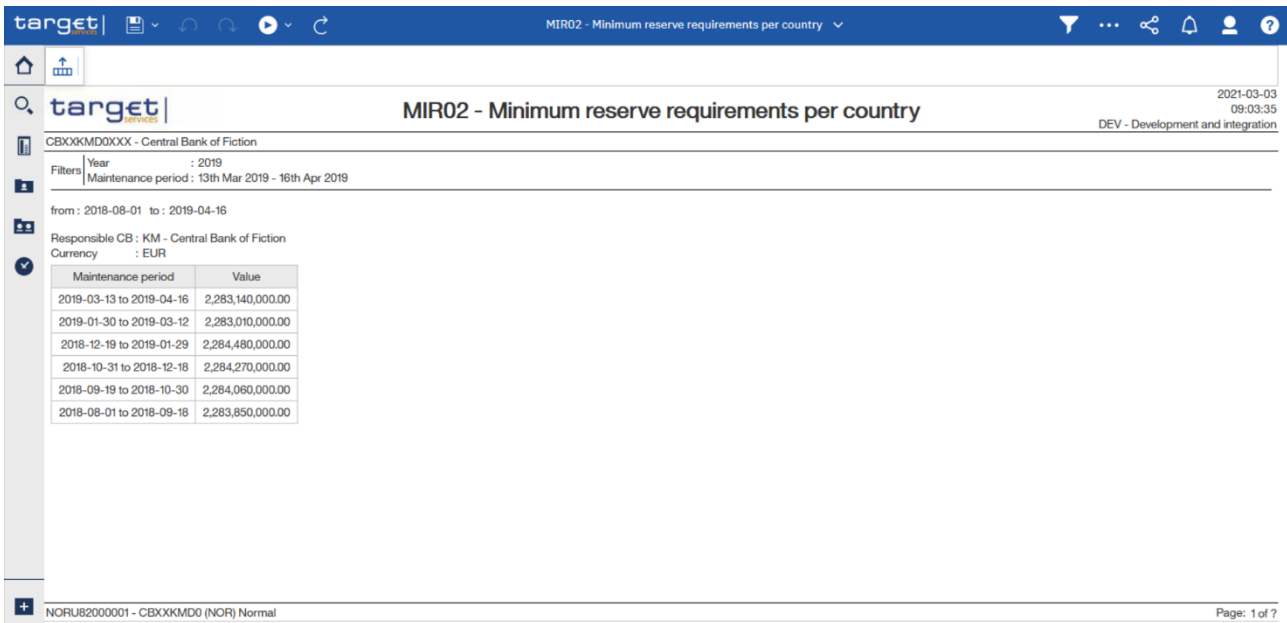 target| services MIR02 - Minimum reserve requirements per country
target| services MIR02 - Minimum reserve requirements per country 2021-03-03
09:03:35
DEV - Development and integration
CBXXKMD0XXX - Central Bank of Fiction
Filters Year : 2019
Maintenance period : 13th Mar 2019 - 16th Apr 2019
from : 2018-08-01 to : 2019-04-16
Responsible CB : KM - Central Bank of Fiction
Currency : EUR
Maintenance period Value
2019-03-13 to 2019-04-16 2,283,140,000.00
2019-01-30 to 2019-03-12 2,283,010,000.00
2018-12-19 to 2019-01-29 2,284,480,000.00
2018-10-31 to 2018-12-18 2,284,270,000.00
2018-09-19 to 2018-10-30 2,284,060,000.00
2018-08-01 to 2018-09-18 2,283,850,000.00
NORU82000001 - CBXXKMD0 (NOR) Normal Page: 1 of ?